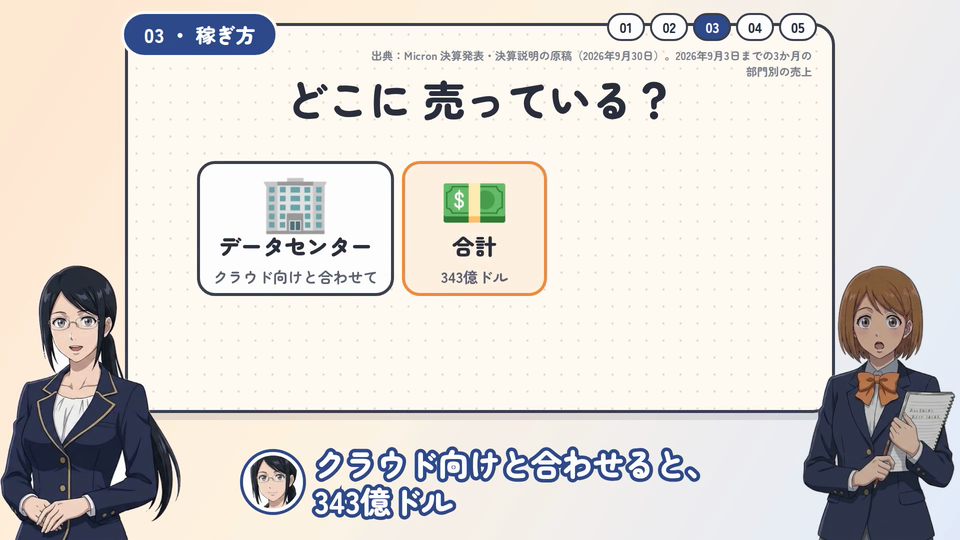 03 ・ 稼ぎ方
01 02 03 04 05
出典：Micron 決算発表・決算説明の原稿（2026年9月30日）。2026年9月3日までの3か月の
部門別の売上
どこに 売っている？
データセンター
クラウド向けと合わせて
合計
343億ドル
クラウド向けと合わせると、
343億ドル